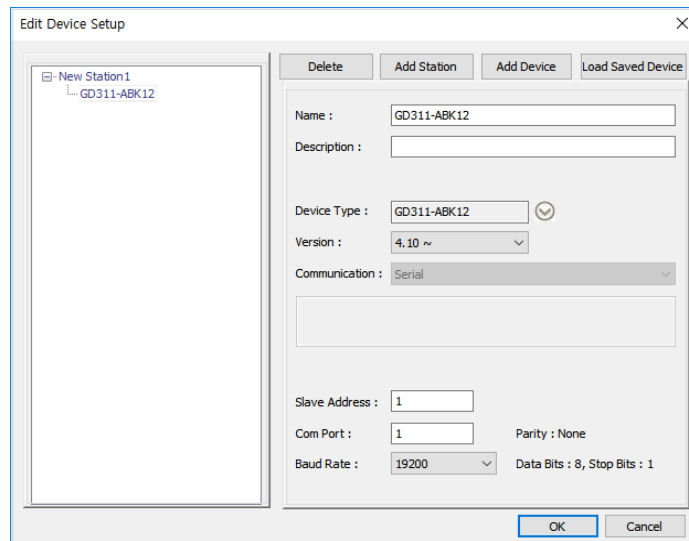 Edit Device Setup
New Station1
GD311-ABK12
Delete
Add Station
Add Device
Load Saved Device
Name :
GD311-ABK12
Description :
Device Type :
GD311-ABK12
Version :
4.10 ~
Communication :
Serial
Slave Address :
1
Com Port :
1
Parity : None
Baud Rate :
19200
Data Bits : 8, Stop Bits : 1
OK
Cancel